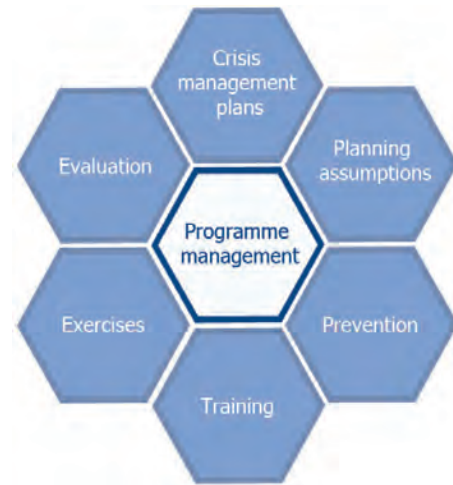 Crisis
management
plans
Planning
assumptions
Prevention
Training
Exercises
Evaluation
Programme
management